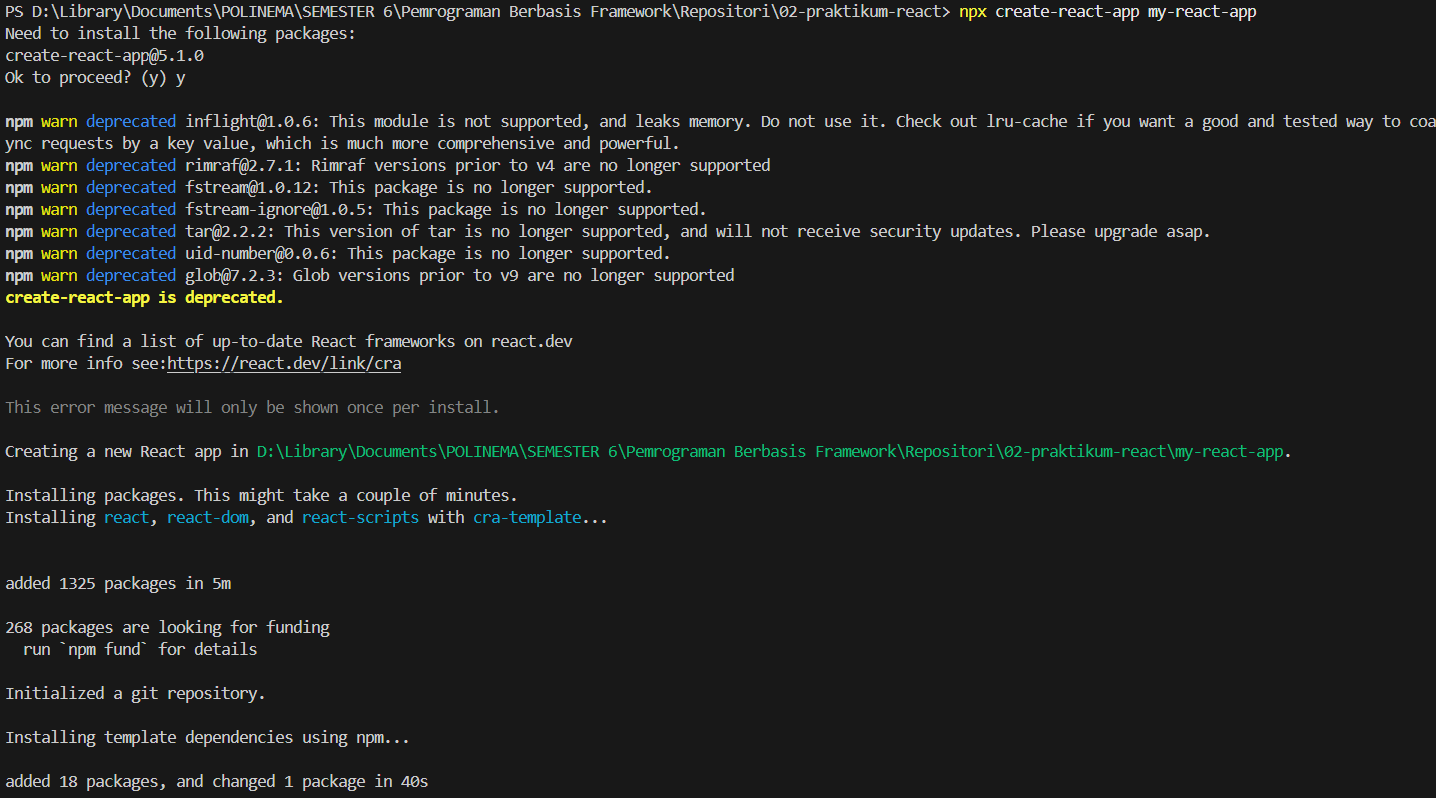 PS D:\Library\Documents\POLINEMA\SEMESTER 6\Pemrograman Berbasis Framework\Repositori\02-praktikum-react> npx create-react-app my-react-app
Need to install the following packages:
create-react-app@5.1.0
Ok to proceed? (y) y
npm warn deprecated inflight@1.0.6: This module is not supported, and leaks memory. Do not use it. Check out lru-cache if you want a good and tested way to coa
ync requests by a key value, which is much more comprehensive and powerful.
npm warn deprecated rimraf@2.7.1: Rimraf versions prior to v4 are no longer supported
npm warn deprecated fstream@1.0.12: This package is no longer supported.
npm warn deprecated fstream-ignore@1.0.5: This package is no longer supported.
npm warn deprecated tar@2.2.2: This version of tar is no longer supported, and will not receive security updates. Please upgrade asap.
npm warn deprecated uid-number@0.0.6: This package is no longer supported.
npm warn deprecated glob@7.2.3: Glob versions prior to v9 are no longer supported
create-react-app is deprecated.
You can find a list of up-to-date React frameworks on react.dev
For more info see:https://react.dev/link/cra
This error message will only be shown once per install.
Creating a new React app in D:\Library\Documents\POLINEMA\SEMESTER 6\Pemrograman Berbasis Framework\Repositori\02-praktikum-react\my-react-app.
Installing packages. This might take a couple of minutes.
Installing react, react-dom, and react-scripts with cra-template...
added 1325 packages in 5m
268 packages are looking for funding
run `npm fund` for details
Initialized a git repository.
Installing template dependencies using npm...
added 18 packages, and changed 1 package in 40s